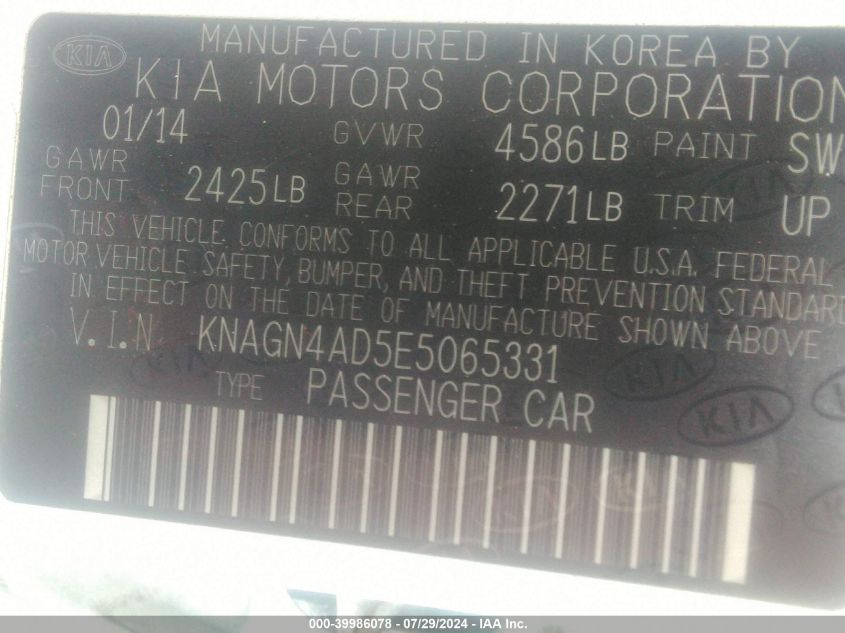 KIA
MANUFACTURED IN KOREA BY
KIA MOTORS CORPORATION
01/14 GVWR 4586LB PAINT SW
GAWR FRONT 2425LB GAWR REAR 2271LB TRIM UP
THIS VEHICLE CONFORMS TO ALL APPLICABLE U.S.A. FEDERAL
MOTOR VEHICLE SAFETY, BUMPER, AND THEFT PREVENTION STANDARD
IN EFFECT ON THE DATE OF MANUFACTURE SHOWN ABOVE
V.I.N KNAGN4AD5E5065331
TYPE PASSENGER CAR
KIA
000-39986078 - 07/29/2024 - IAA Inc.